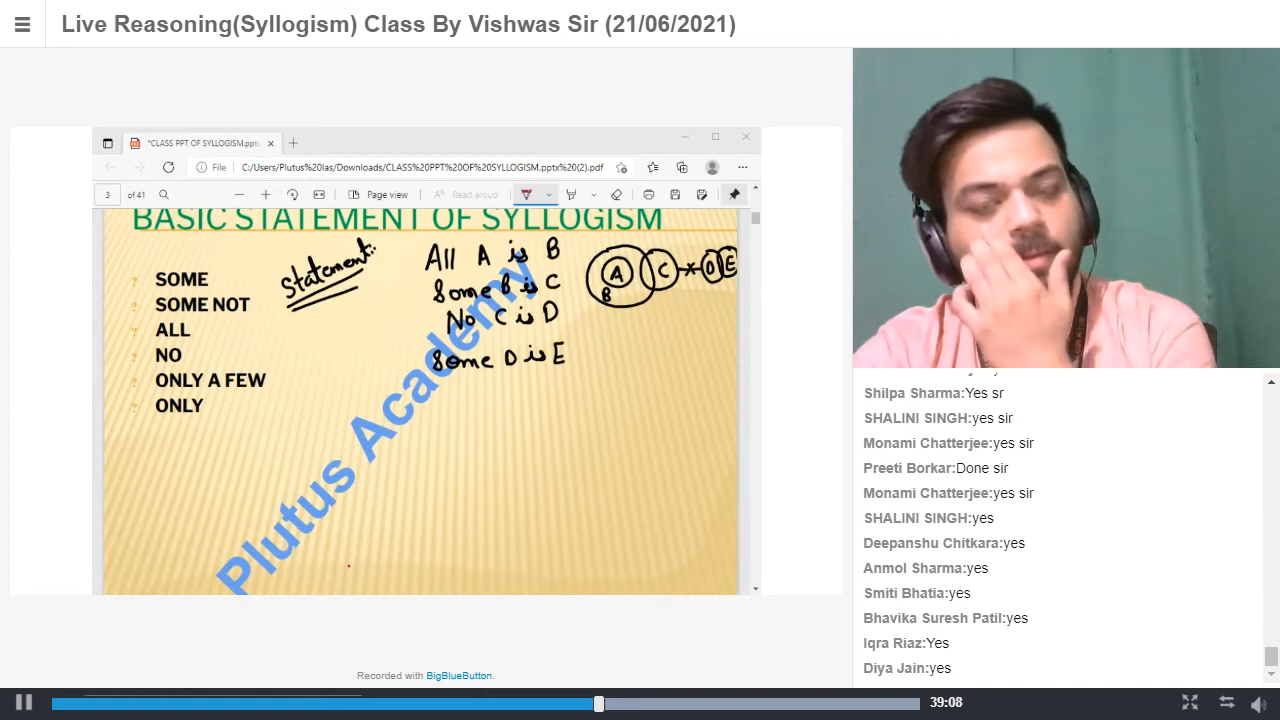 Live Reasoning(Syllogism) Class By Vishwas Sir (21/06/2021)
*CLASS PPT OF SYLLOGISM.pptx
File C:/Users/Plutus%20Ias/Downloads/CLASS%20PPT%20OF%20SYLLOGISM.pptx%20(2).pdf
3 of 41 Page view Read aloud
BASIC STATEMENT OF SYLLOGISM
SOME
SOME NOT
ALL
NO
ONLY A FEW
ONLY
Statement:
All A is B
Some B is C
No C is D
Some D is E
A B C D E
Plutus Academy
Shilpa Sharma:Yes sr
SHALINI SINGH:yes sir
Monami Chatterjee:yes sir
Preeti Borkar:Done sir
Monami Chatterjee:yes sir
SHALINI SINGH:yes
Deepanshu Chitkara:yes
Anmol Sharma:yes
Smiti Bhatia:yes
Bhavika Suresh Patil:yes
Iqra Riaz:Yes
Diya Jain:yes
Recorded with BigBlueButton.
39:08